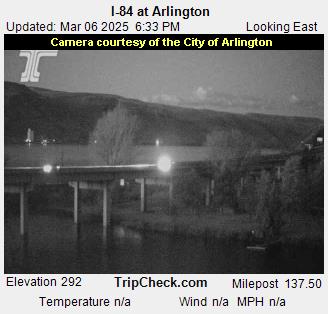 I-84 at Arlington
Updated: Mar 06 2025 6:33 PM Looking East
Camera courtesy of the City of Arlington
Elevation 292 TripCheck.com Milepost 137.50
Temperature n/a Wind n/a MPH n/a